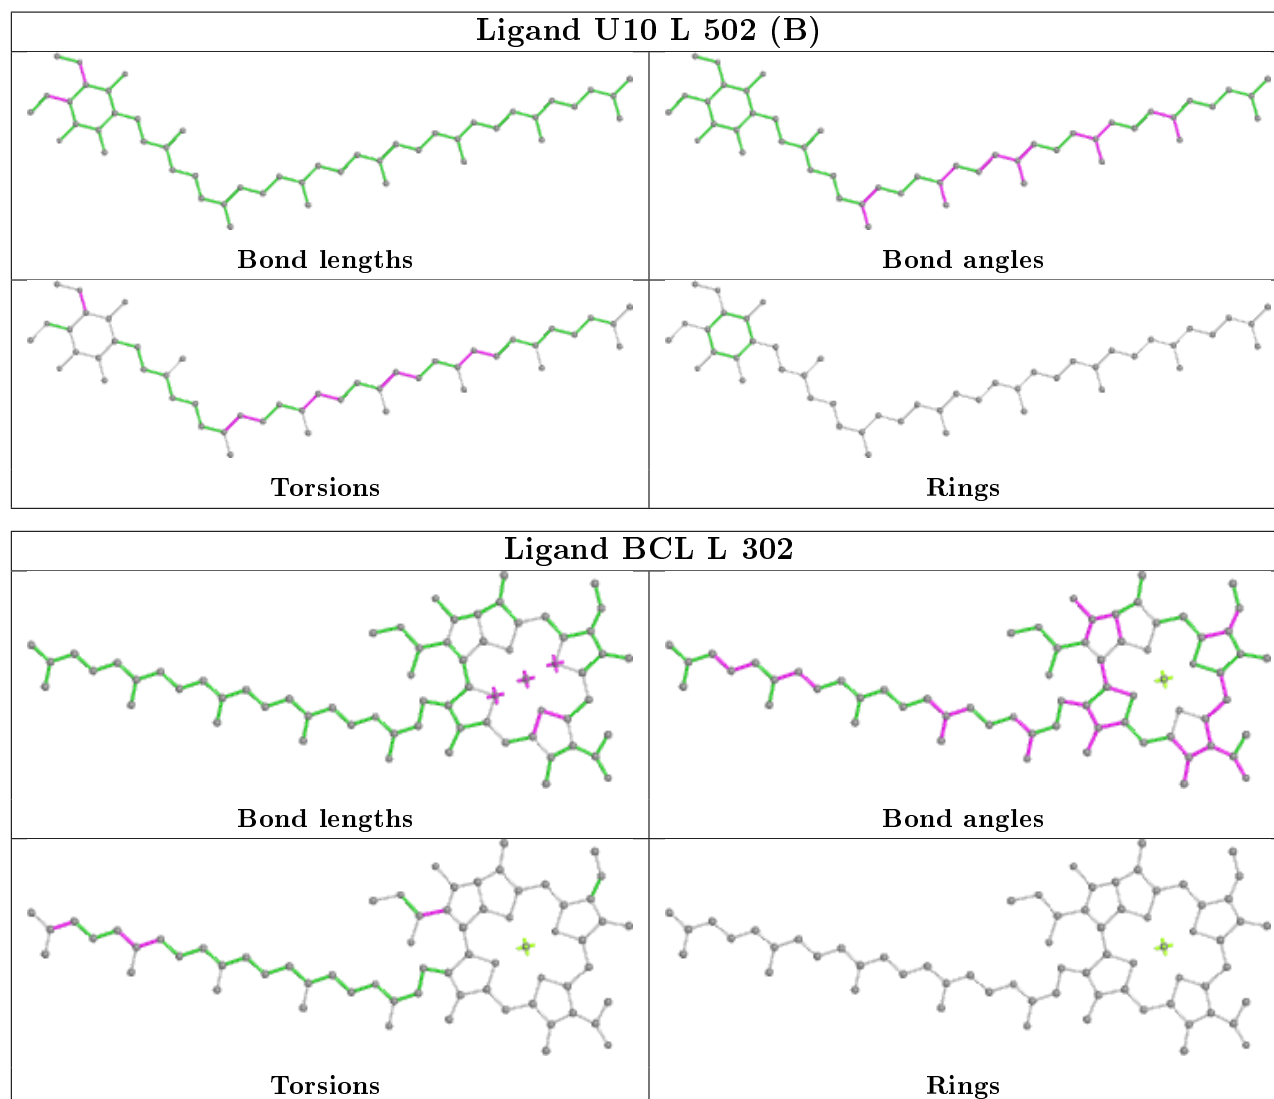 Ligand U10 L 502 (B)
Bond lengths
Bond angles
Torsions
Rings
Ligand BCL L 302
Bond lengths
Bond angles
Torsions
Rings